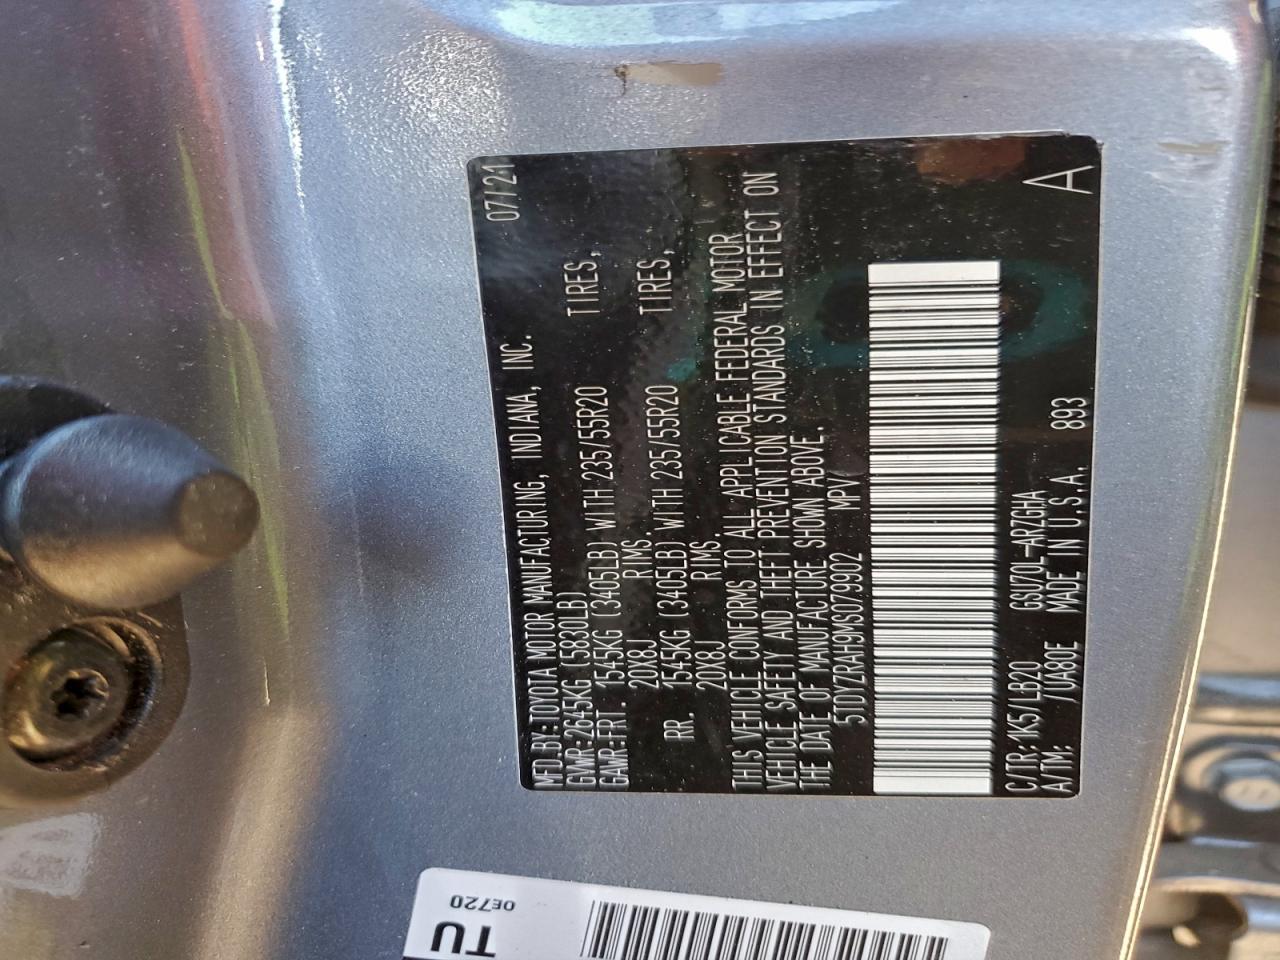 MFD.BY:TOYOTA MOTOR MANUFACTURING, INDIANA, INC. 07/21
GVWR:2645KG (5830LB)
GAWR:FRT. 1545KG (3405LB) WITH 235/55R20 TIRES,
20X8J RIMS.
RR. 1545KG (3405LB) WITH 235/55R20 TIRES,
20X8J RIMS.
THIS VEHICLE CONFORMS TO ALL APPLICABLE FEDERAL MOTOR
VEHICLE SAFETY AND THEFT PREVENTION STANDARDS IN EFFECT ON
THE DATE OF MANUFACTURE SHOWN ABOVE.
5TDYZRAH9MS079902 MPV
C/TR:1K5/LB20 GSU70L-ARZGHA
A/TM: /UA80E MADE IN U.S.A. 893 A
0E720
TU